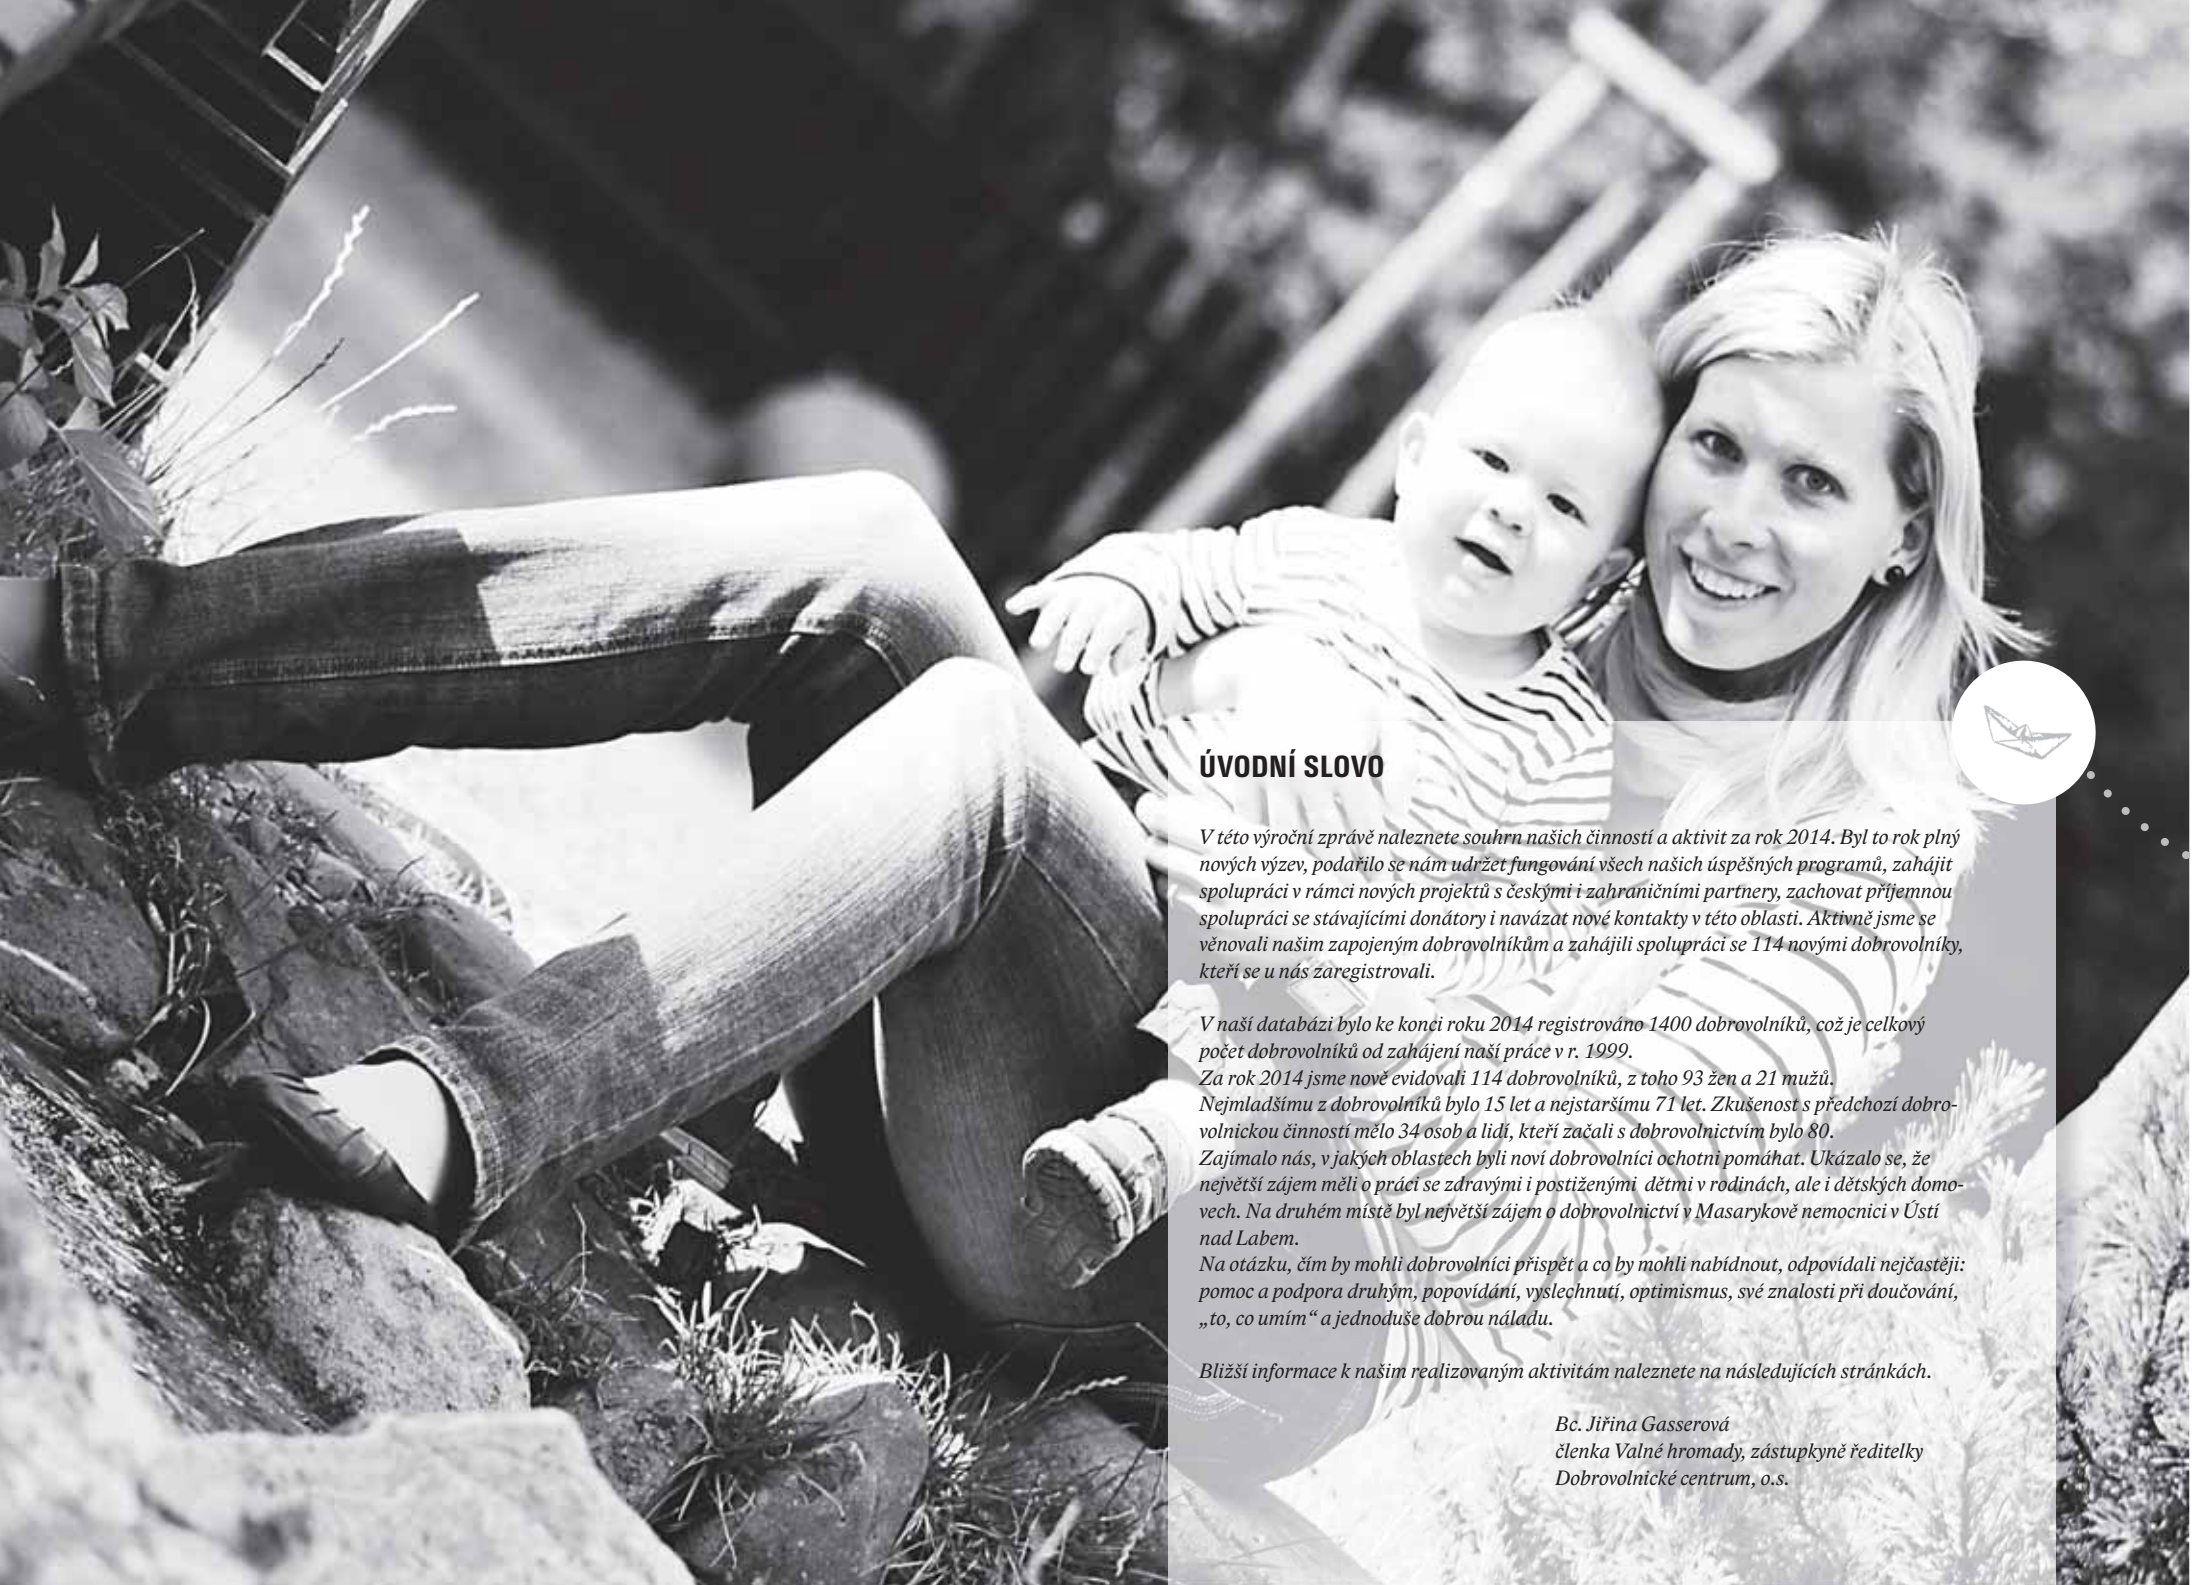 ÚVODNÍ SLOVO
V této výroční zprávě naleznete souhrn našich činností a aktivit za rok 2014. Byl to rok plný
nových výzev, podařilo se nám udržet fungování všech našich úspěšných programů, zahájit
spolupráci v rámci nových projektů s českými i zahraničními partnery, zachovat příjemnou
spolupráci se stávajícími donátory i navázat nové kontakty v této oblasti. Aktivně jsme se
věnovali našim zapojeným dobrovolníkům a zahájili spolupráci se 114 novými dobrovolníky,
kteří se u nás zaregistrovali.
V naší databázi bylo ke konci roku 2014 registrováno 1400 dobrovolníků, což je celkový
počet dobrovolníků od zahájení naší práce v r. 1999.
Za rok 2014 jsme nově evidovali 114 dobrovolníků, z toho 93 žen a 21 mužů.
Nejmladšímu z dobrovolníků bylo 15 let a nejstaršímu 71 let. Zkušenost s předchozí dobro-
volnickou činností mělo 34 osob a lidí, kteří začali s dobrovolnictvím bylo 80.
Zajímalo nás, v jakých oblastech byli noví dobrovolníci ochotni pomáhat. Ukázalo se, že
největší zájem měli o práci se zdravými i postiženými dětmi v rodinách, ale i dětských domo-
vech. Na druhém místě byl největší zájem o dobrovolnictví v Masarykově nemocnici v Ústí
nad Labem.
Na otázku, čím by mohli dobrovolníci přispět a co by mohli nabídnout, odpovídali nejčastěji:
pomoc a podpora druhým, popovídání, vyslechnutí, optimismus, své znalosti při doučování,
„to, co umím“ a jednoduše dobrou náladu.
Bližší informace k našim realizovaným aktivitám naleznete na následujících stránkách.
Bc. Jiřina Gasserová
členka Valné hromady, zástupkyně ředitelky
Dobrovolnické centrum, o.s.